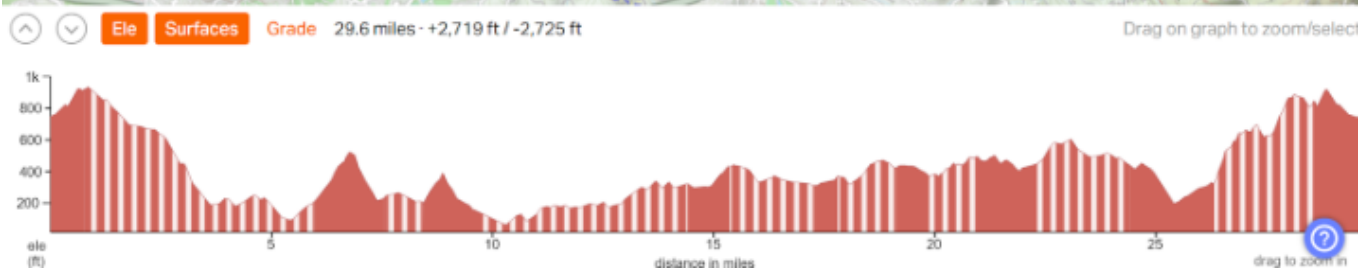 Ele Surfaces Grade 29.6 miles · +2,719 ft / -2,725 ft Drag on graph to zoom/select
1k
800
600
400
200
ele
(ft)
5 10 15 20 25
distance in miles
drag to zoom in
?